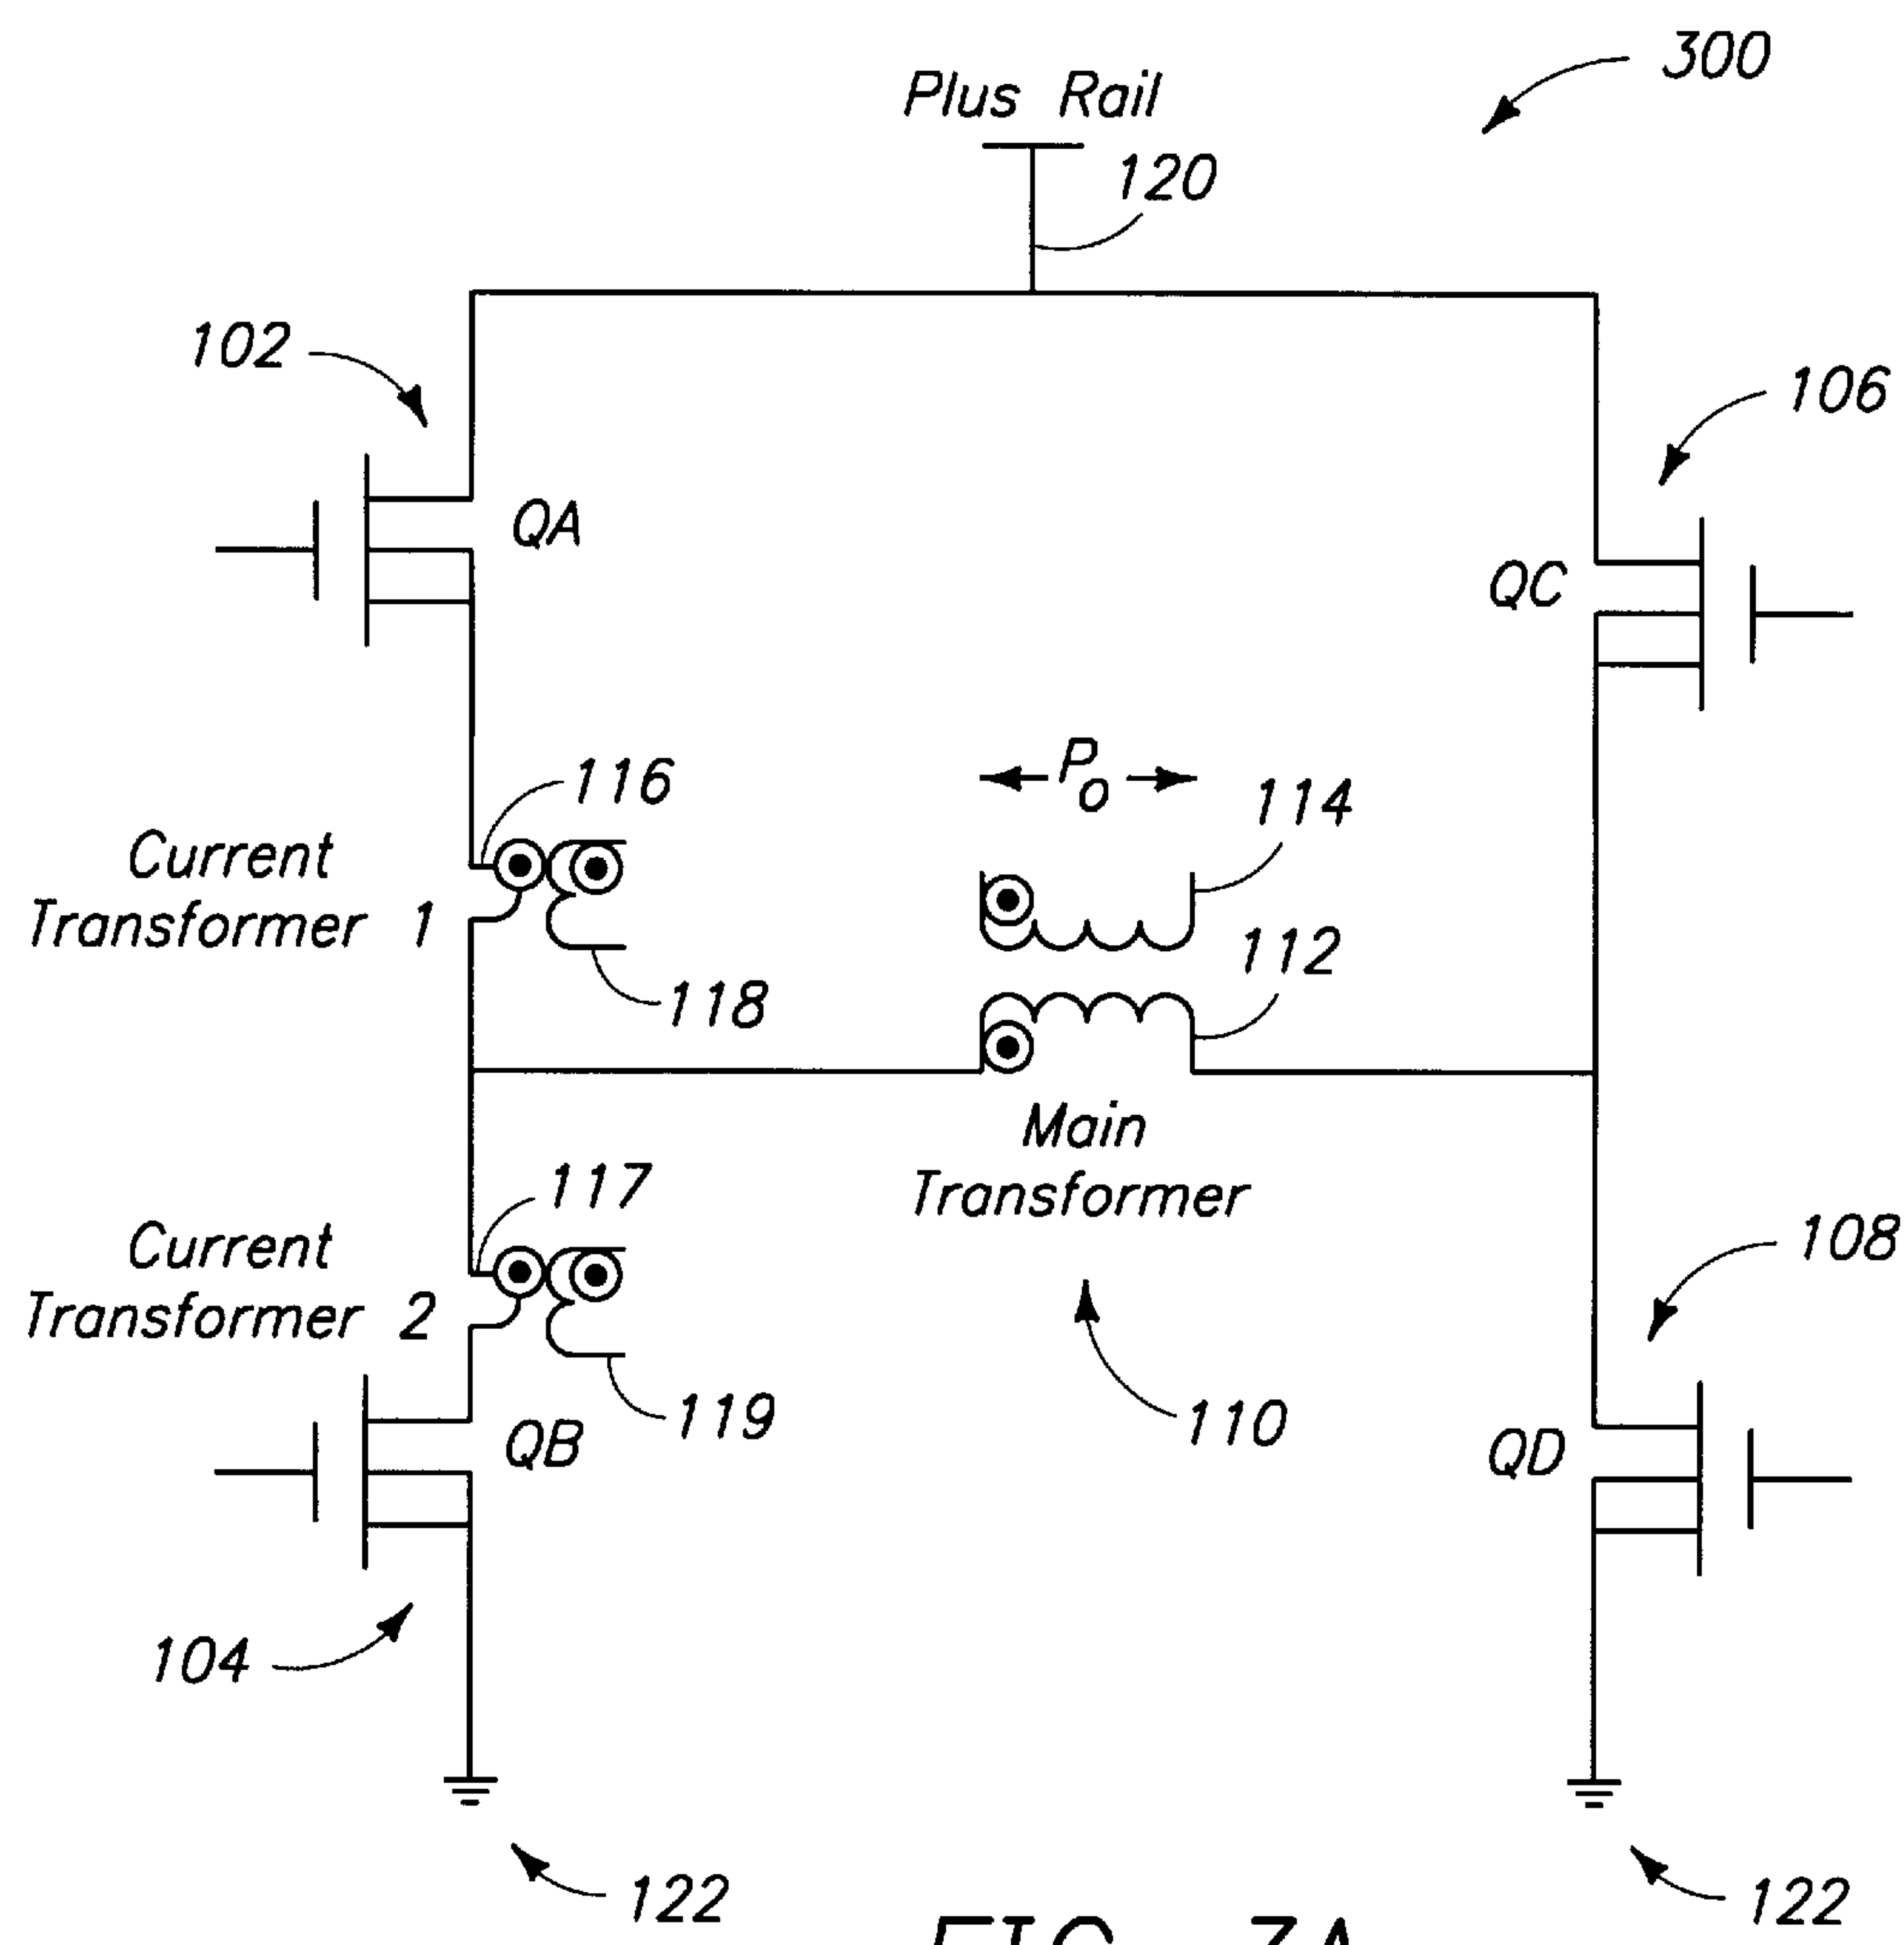 300
Plus Rail
120
102
106
QA
QC
116
Po
114
Current
Transformer 1
112
118
Main
Transformer
117
Current
Transformer 2
108
119
110
QB
QD
104
122
122